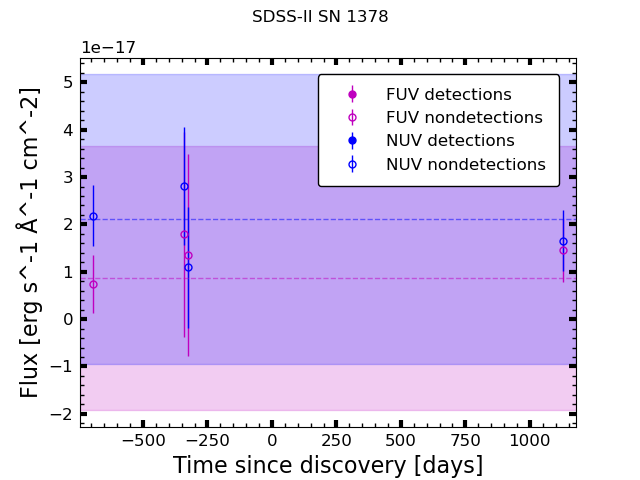 SDSS-II SN 1378
1e−17
FUV detections
FUV nondetections
NUV detections
NUV nondetections
5
4
3
2
1
0
−1
−2
Flux [erg s^-1 Å^-1 cm^-2]
−500 −250 0 250 500 750 1000
Time since discovery [days]